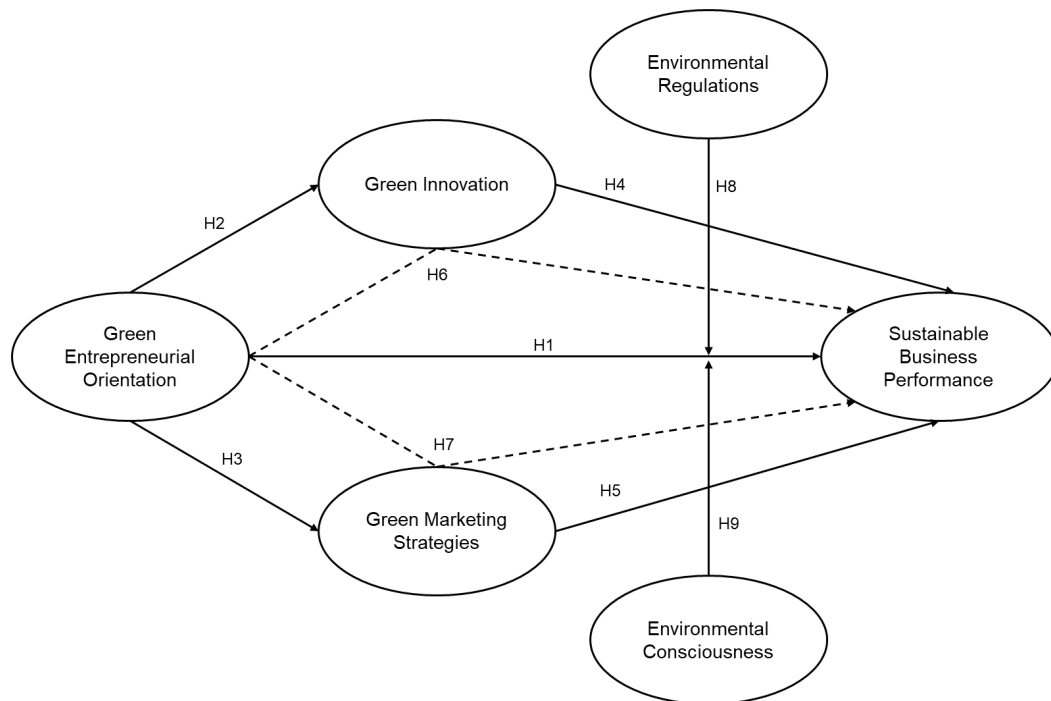 Environmental
Regulations
Green Innovation
H4
H8
H2
H6
Green
Entrepreneurial
Orientation
H1
Sustainable
Business
Performance
H3
H7
H5
Green Marketing
Strategies
H9
Environmental
Consciousness